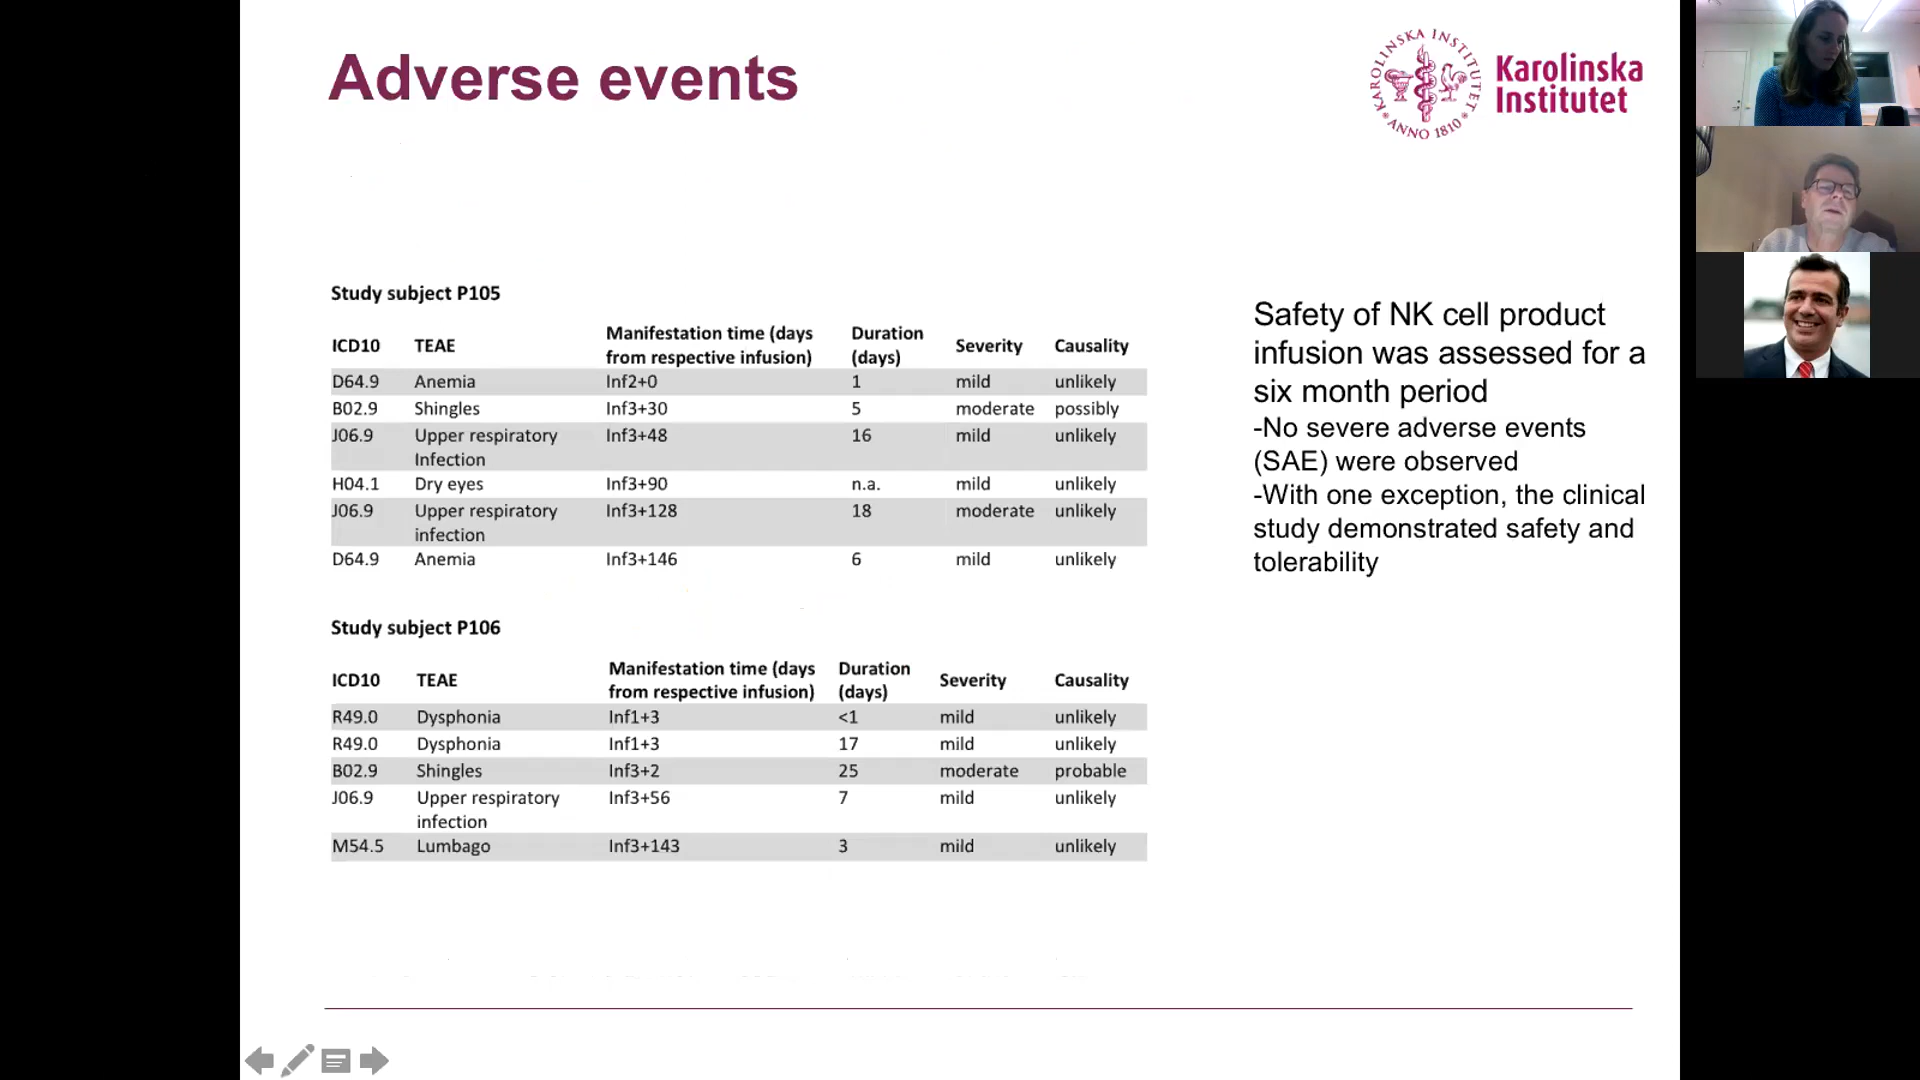 Adverse events
KAROLINSKA INSTITUTET
ANNO 1810
Karolinska
Institutet
Study subject P105
ICD10 TEAE Manifestation time (days from respective infusion) Duration (days) Severity Causality
D64.9 Anemia Inf2+0 1 mild unlikely
B02.9 Shingles Inf3+30 5 moderate possibly
J06.9 Upper respiratory Infection Inf3+48 16 mild unlikely
H04.1 Dry eyes Inf3+90 n.a. mild unlikely
J06.9 Upper respiratory infection Inf3+128 18 moderate unlikely
D64.9 Anemia Inf3+146 6 mild unlikely
Study subject P106
ICD10 TEAE Manifestation time (days from respective infusion) Duration (days) Severity Causality
R49.0 Dysphonia Inf1+3 <1 mild unlikely
R49.0 Dysphonia Inf1+3 17 mild unlikely
B02.9 Shingles Inf3+2 25 moderate probable
J06.9 Upper respiratory infection Inf3+56 7 mild unlikely
M54.5 Lumbago Inf3+143 3 mild unlikely
Safety of NK cell product
infusion was assessed for a
six month period
-No severe adverse events
(SAE) were observed
-With one exception, the clinical
study demonstrated safety and
tolerability